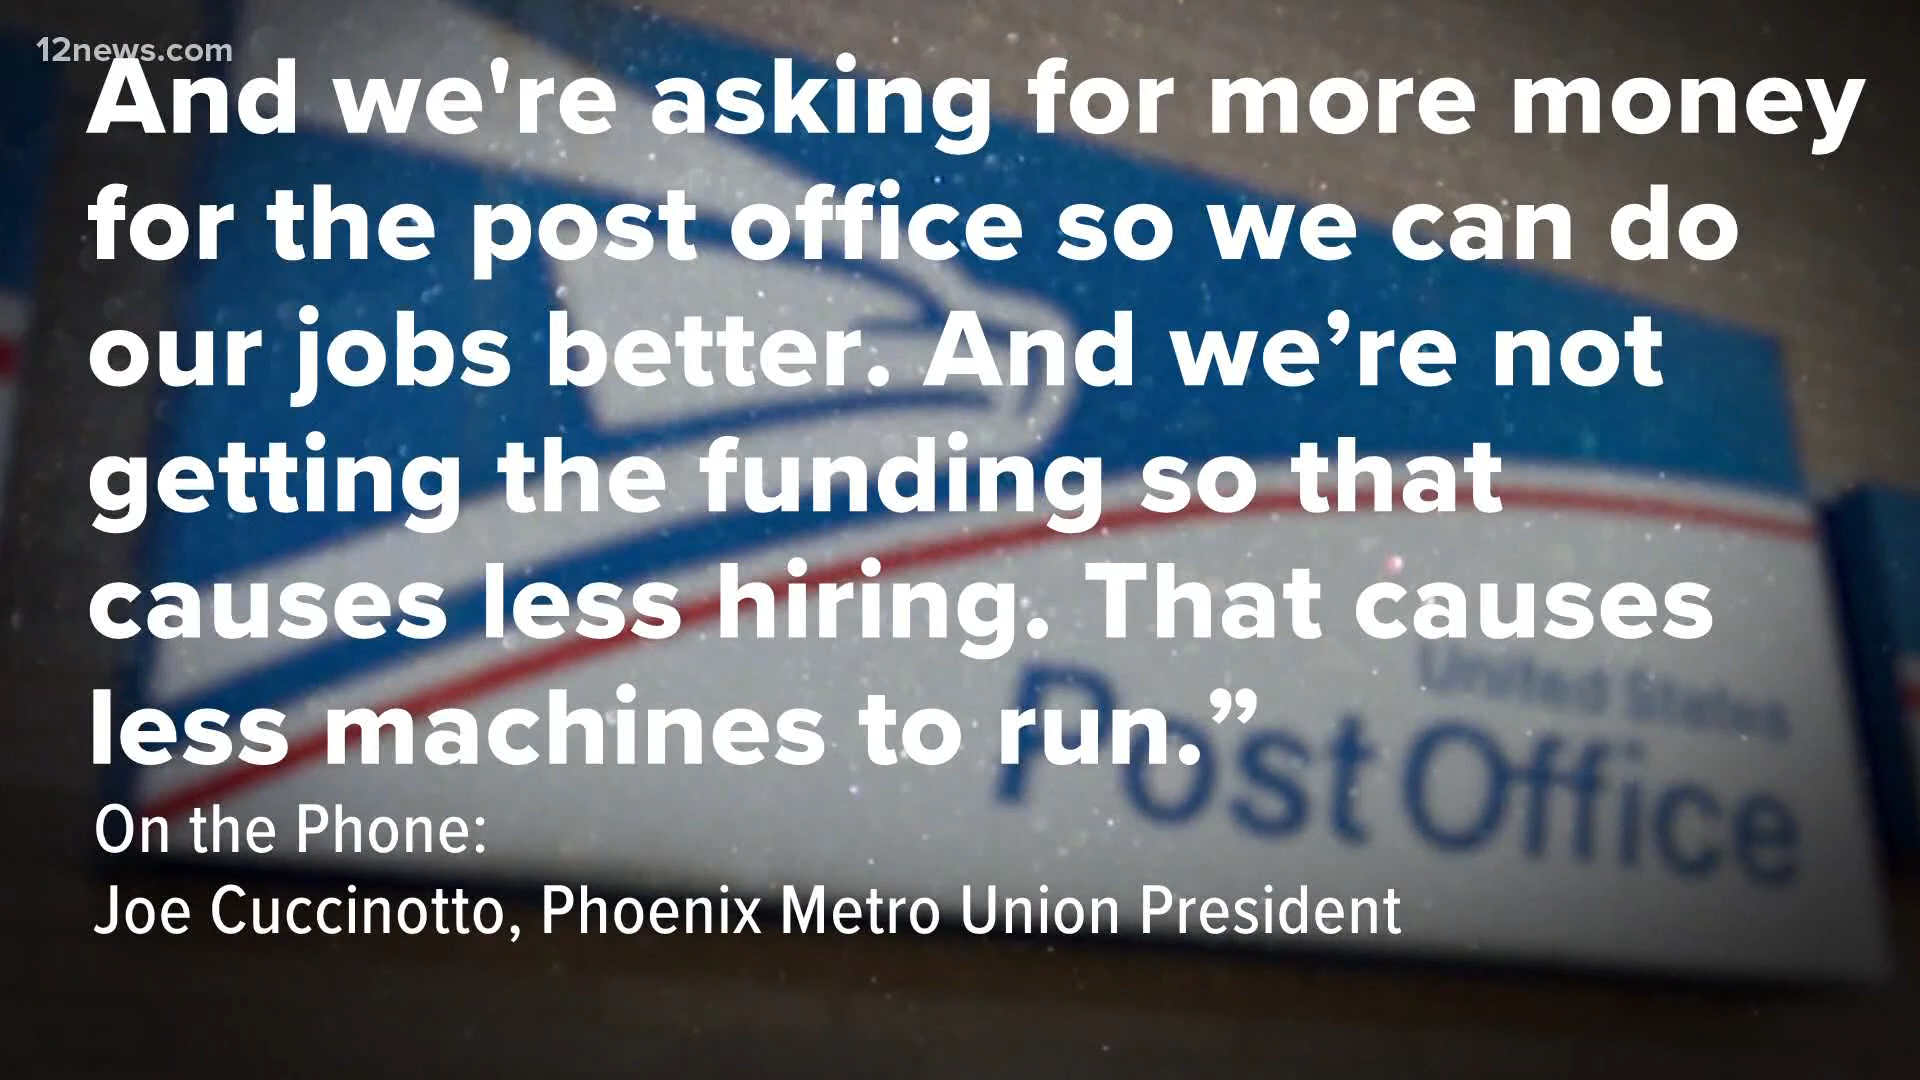 12news.com
And we're asking for more money
for the post office so we can do
our jobs better. And we’re not
getting the funding so that
causes less hiring. That causes
less machines to run.”
United States
Post Office
On the Phone:
Joe Cuccinotto, Phoenix Metro Union President